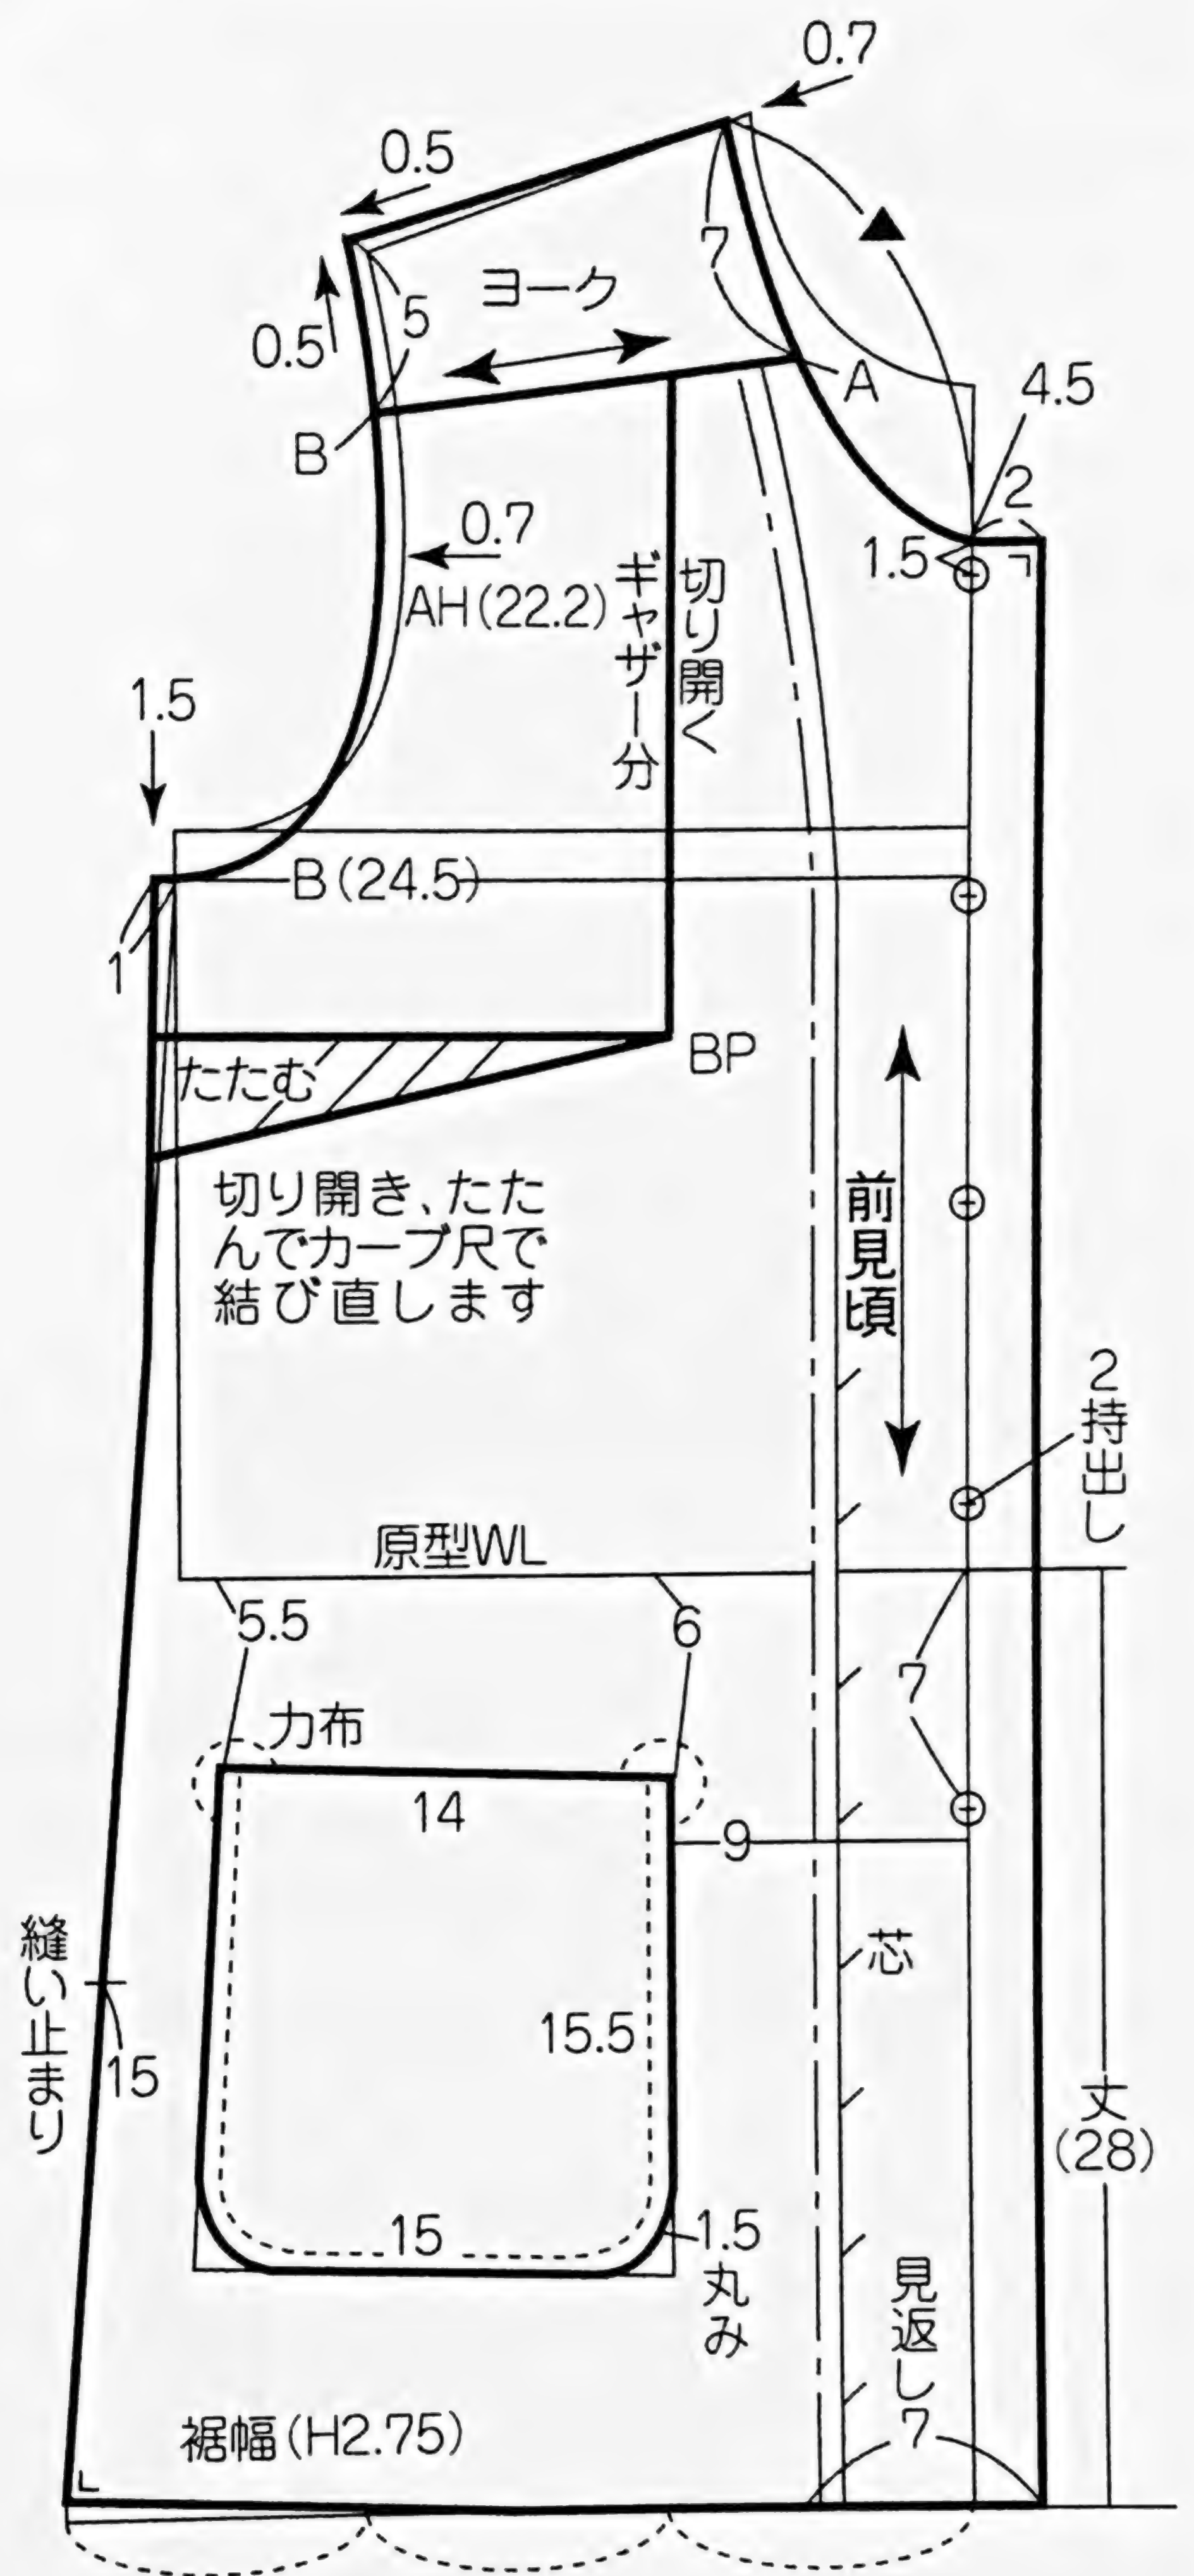 0.7
0.5
▲
7
ヨーク
5
0.5
A
4.5
B
2
0.7
1.5
AH(22.2)
切り開く
ギャザー分
1.5
B(24.5)
1
BP
たたむ
切り開き、たた
んでカーブ尺で
結び直します
前見頃
2
持出し
原型WL
5.5
6
7
力布
14
9
縫い止まり
芯
15.5
15
丈
(28)
15
1.5
丸み
見返し
7
裾幅(H2.75)